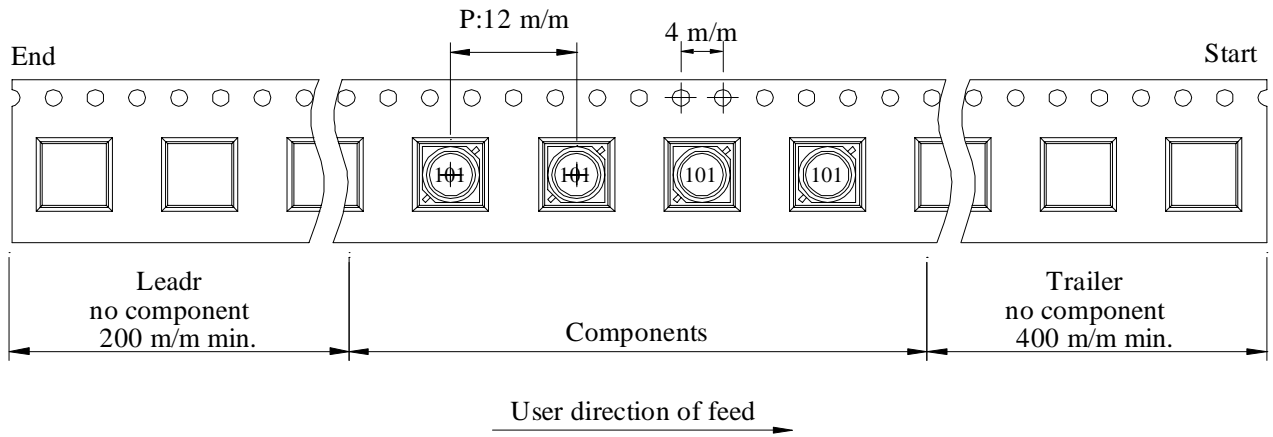 P:12 m/m
4 m/m
End
Start
101
101
101
101
Leadr
no component
200 m/m min.
Components
Trailer
no component
400 m/m min.
User direction of feed